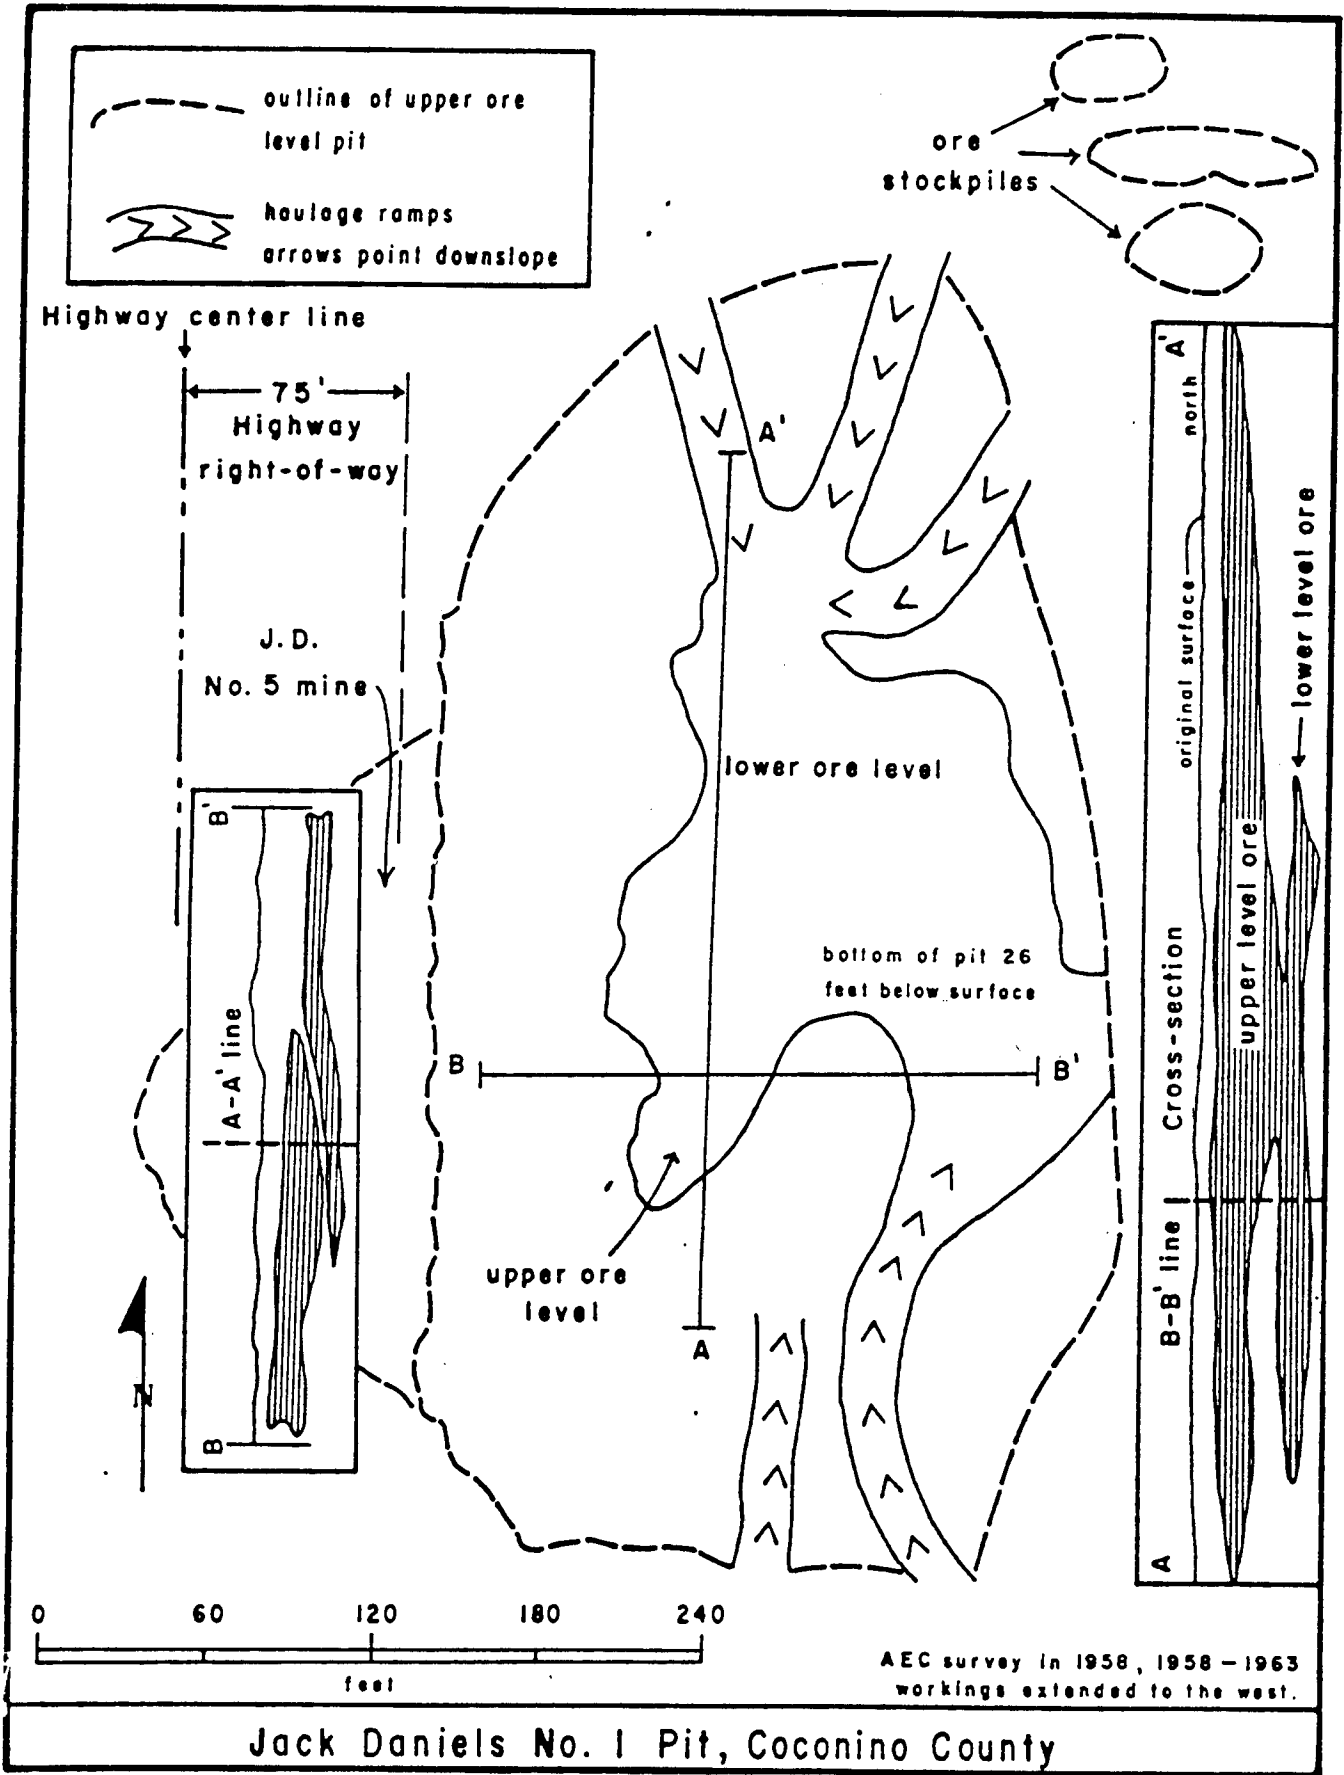 outline of upper ore
level pit
haulage ramps
arrows point downslope
ore
stockpiles
Highway center line
75'
Highway
right-of-way
J.D.
No. 5 mine
A'
lower ore level
bottom of pit 26
feet below surface
B
B'
upper ore
level
A
N
B'
A-A' line
B
A'
north
original surface
lower level ore
upper level ore
Cross-section
B-B' line
A
0 60 120 180 240
feet
AEC survey in 1958, 1958-1963
workings extended to the west.
Jack Daniels No. 1 Pit, Coconino County